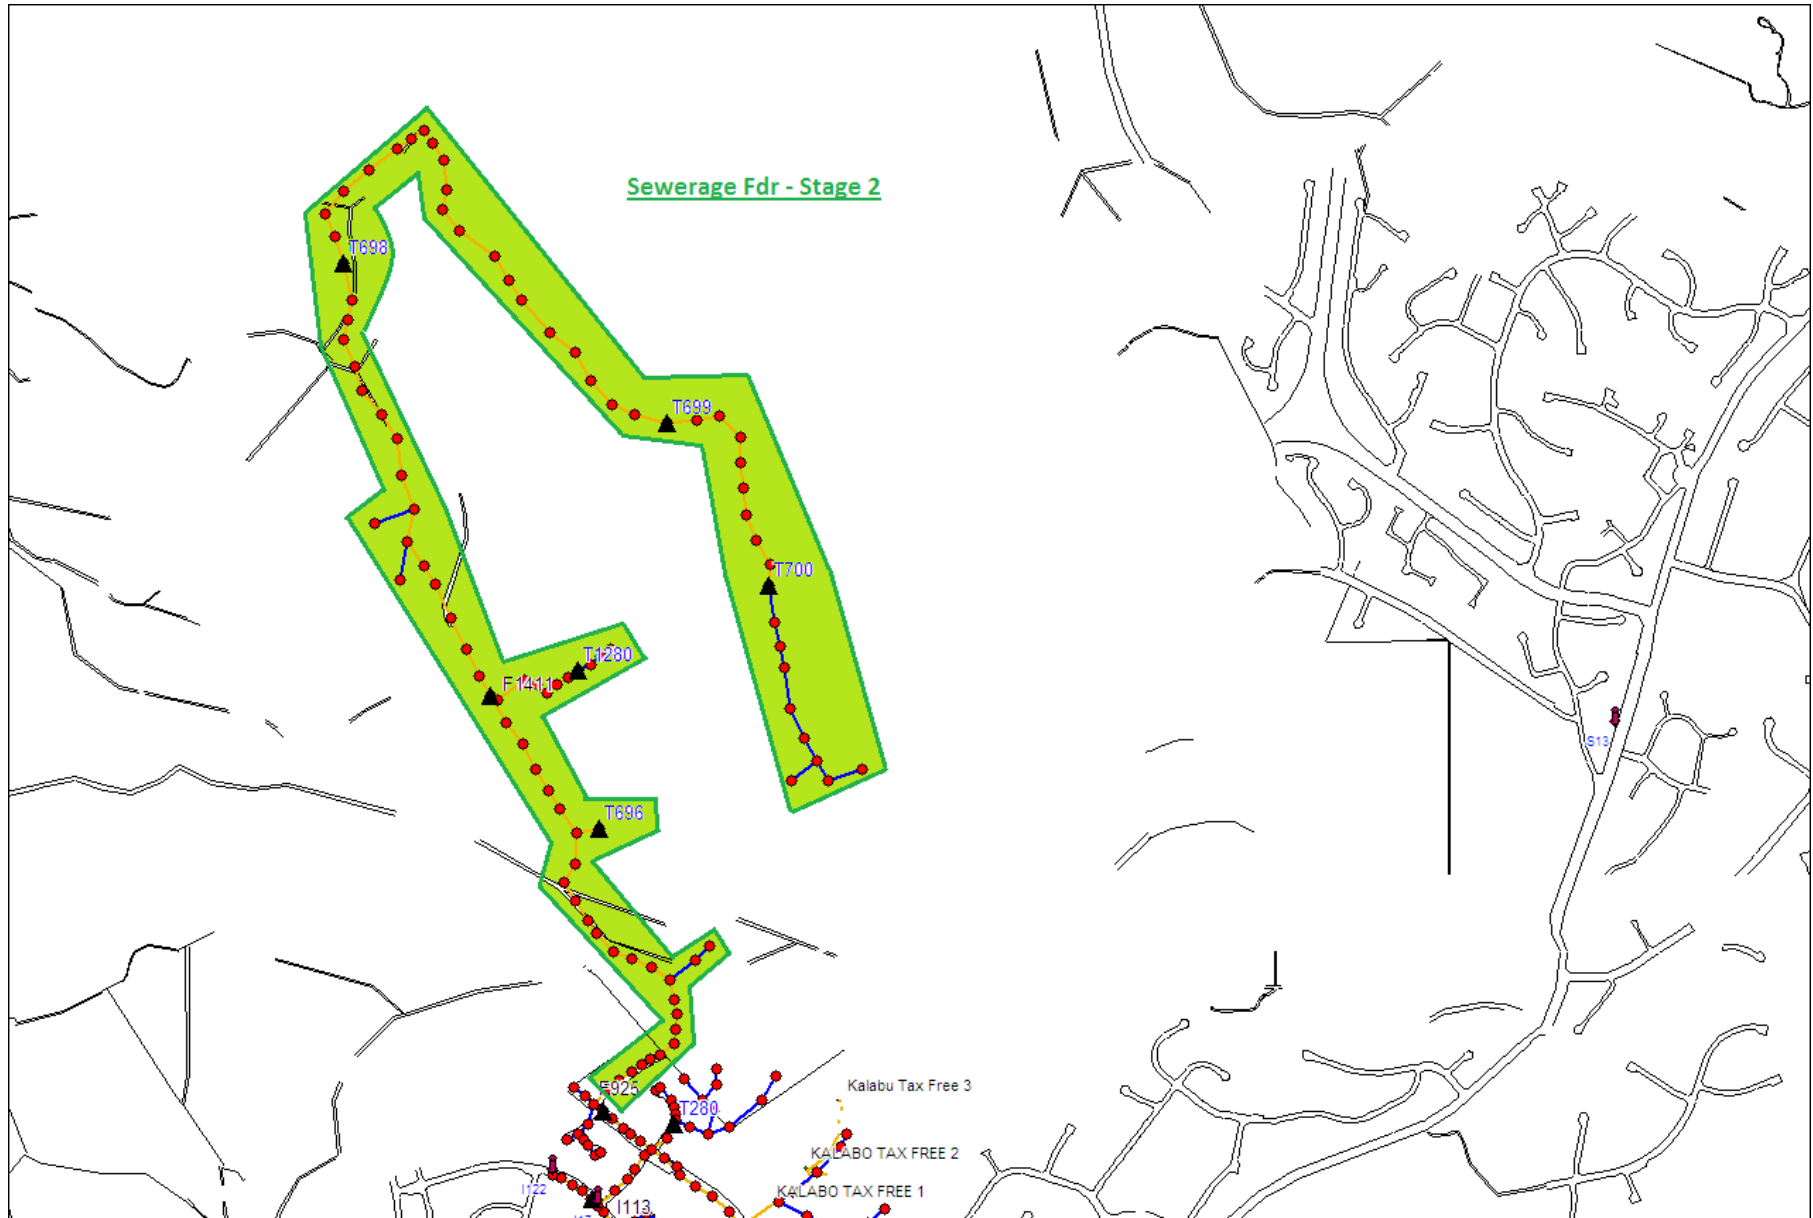 Sewerage Fdr - Stage 2
T698
T699
T700
T1280
F1411
T696
S13
F925
T280
Kalabu Tax Free 3
KALABO TAX FREE 2
KALABO TAX FREE 1
I122
I113